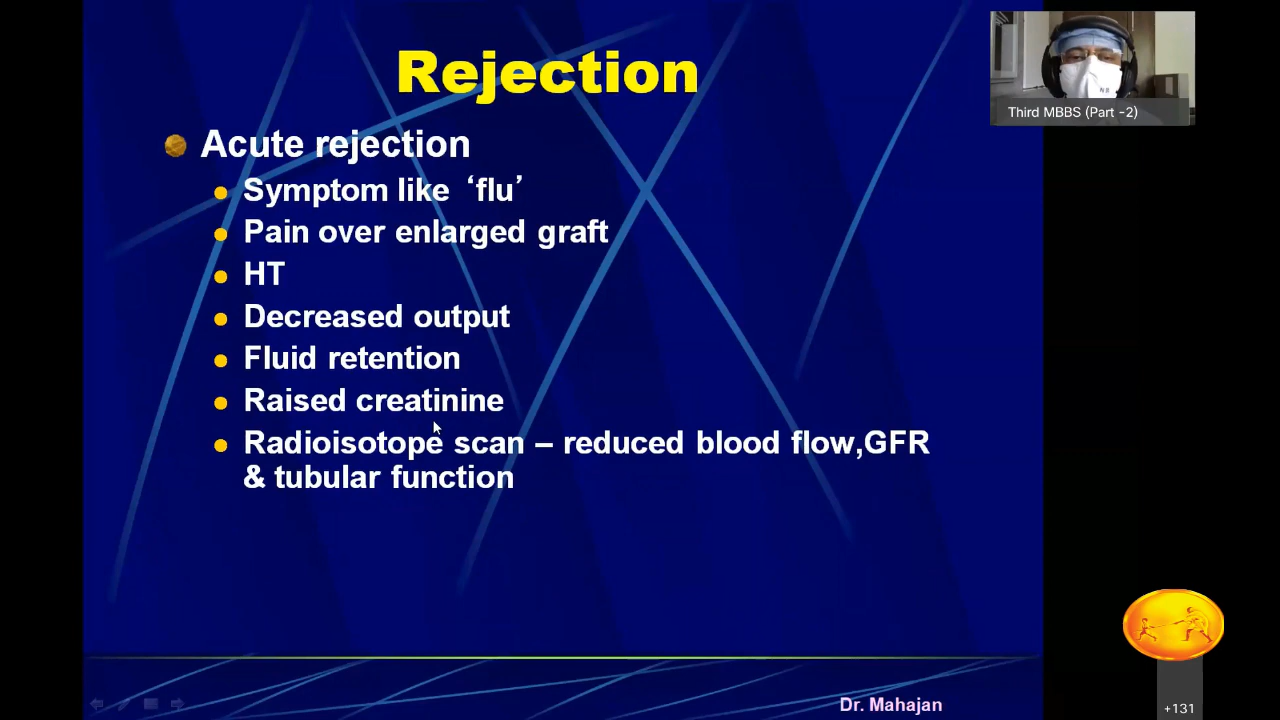 Rejection
Third MBBS (Part -2)
Acute rejection
Symptom like ‘flu’
Pain over enlarged graft
HT
Decreased output
Fluid retention
Raised creatinine
Radioisotope scan – reduced blood flow,GFR
& tubular function
Dr. Mahajan
+131